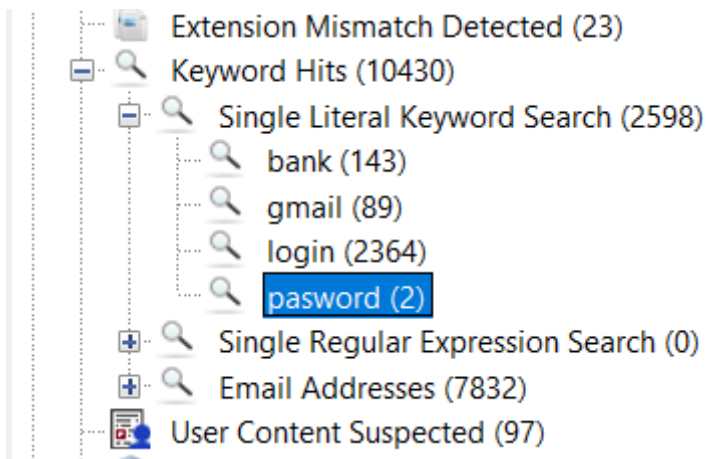 Extension Mismatch Detected (23)
Keyword Hits (10430)
Single Literal Keyword Search (2598)
bank (143)
gmail (89)
login (2364)
pasword (2)
Single Regular Expression Search (0)
Email Addresses (7832)
User Content Suspected (97)